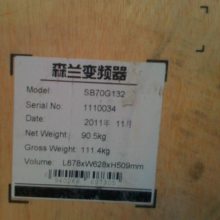 森兰变频器
Model: SB70G132
Serial No. 1110034
Date: 2011年 11月
Net Weight: 90.5kg
Gross Weight: 111.4kg
Volume: L678xW628xH509mm